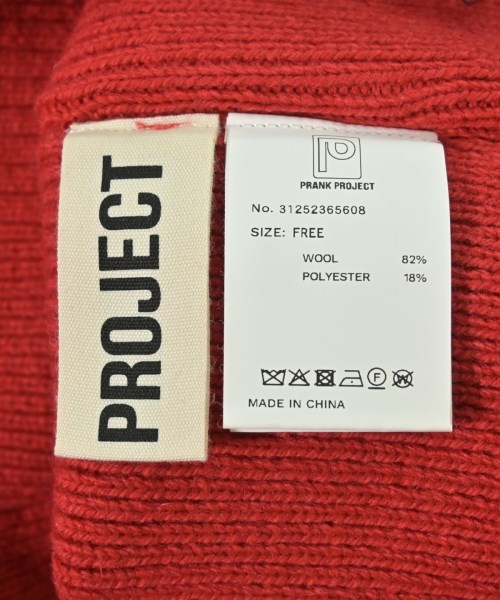 PROJECT
P
PRANK PROJECT
No. 31252365608
SIZE: FREE
WOOL 82%
POLYESTER 18%
F
W
MADE IN CHINA